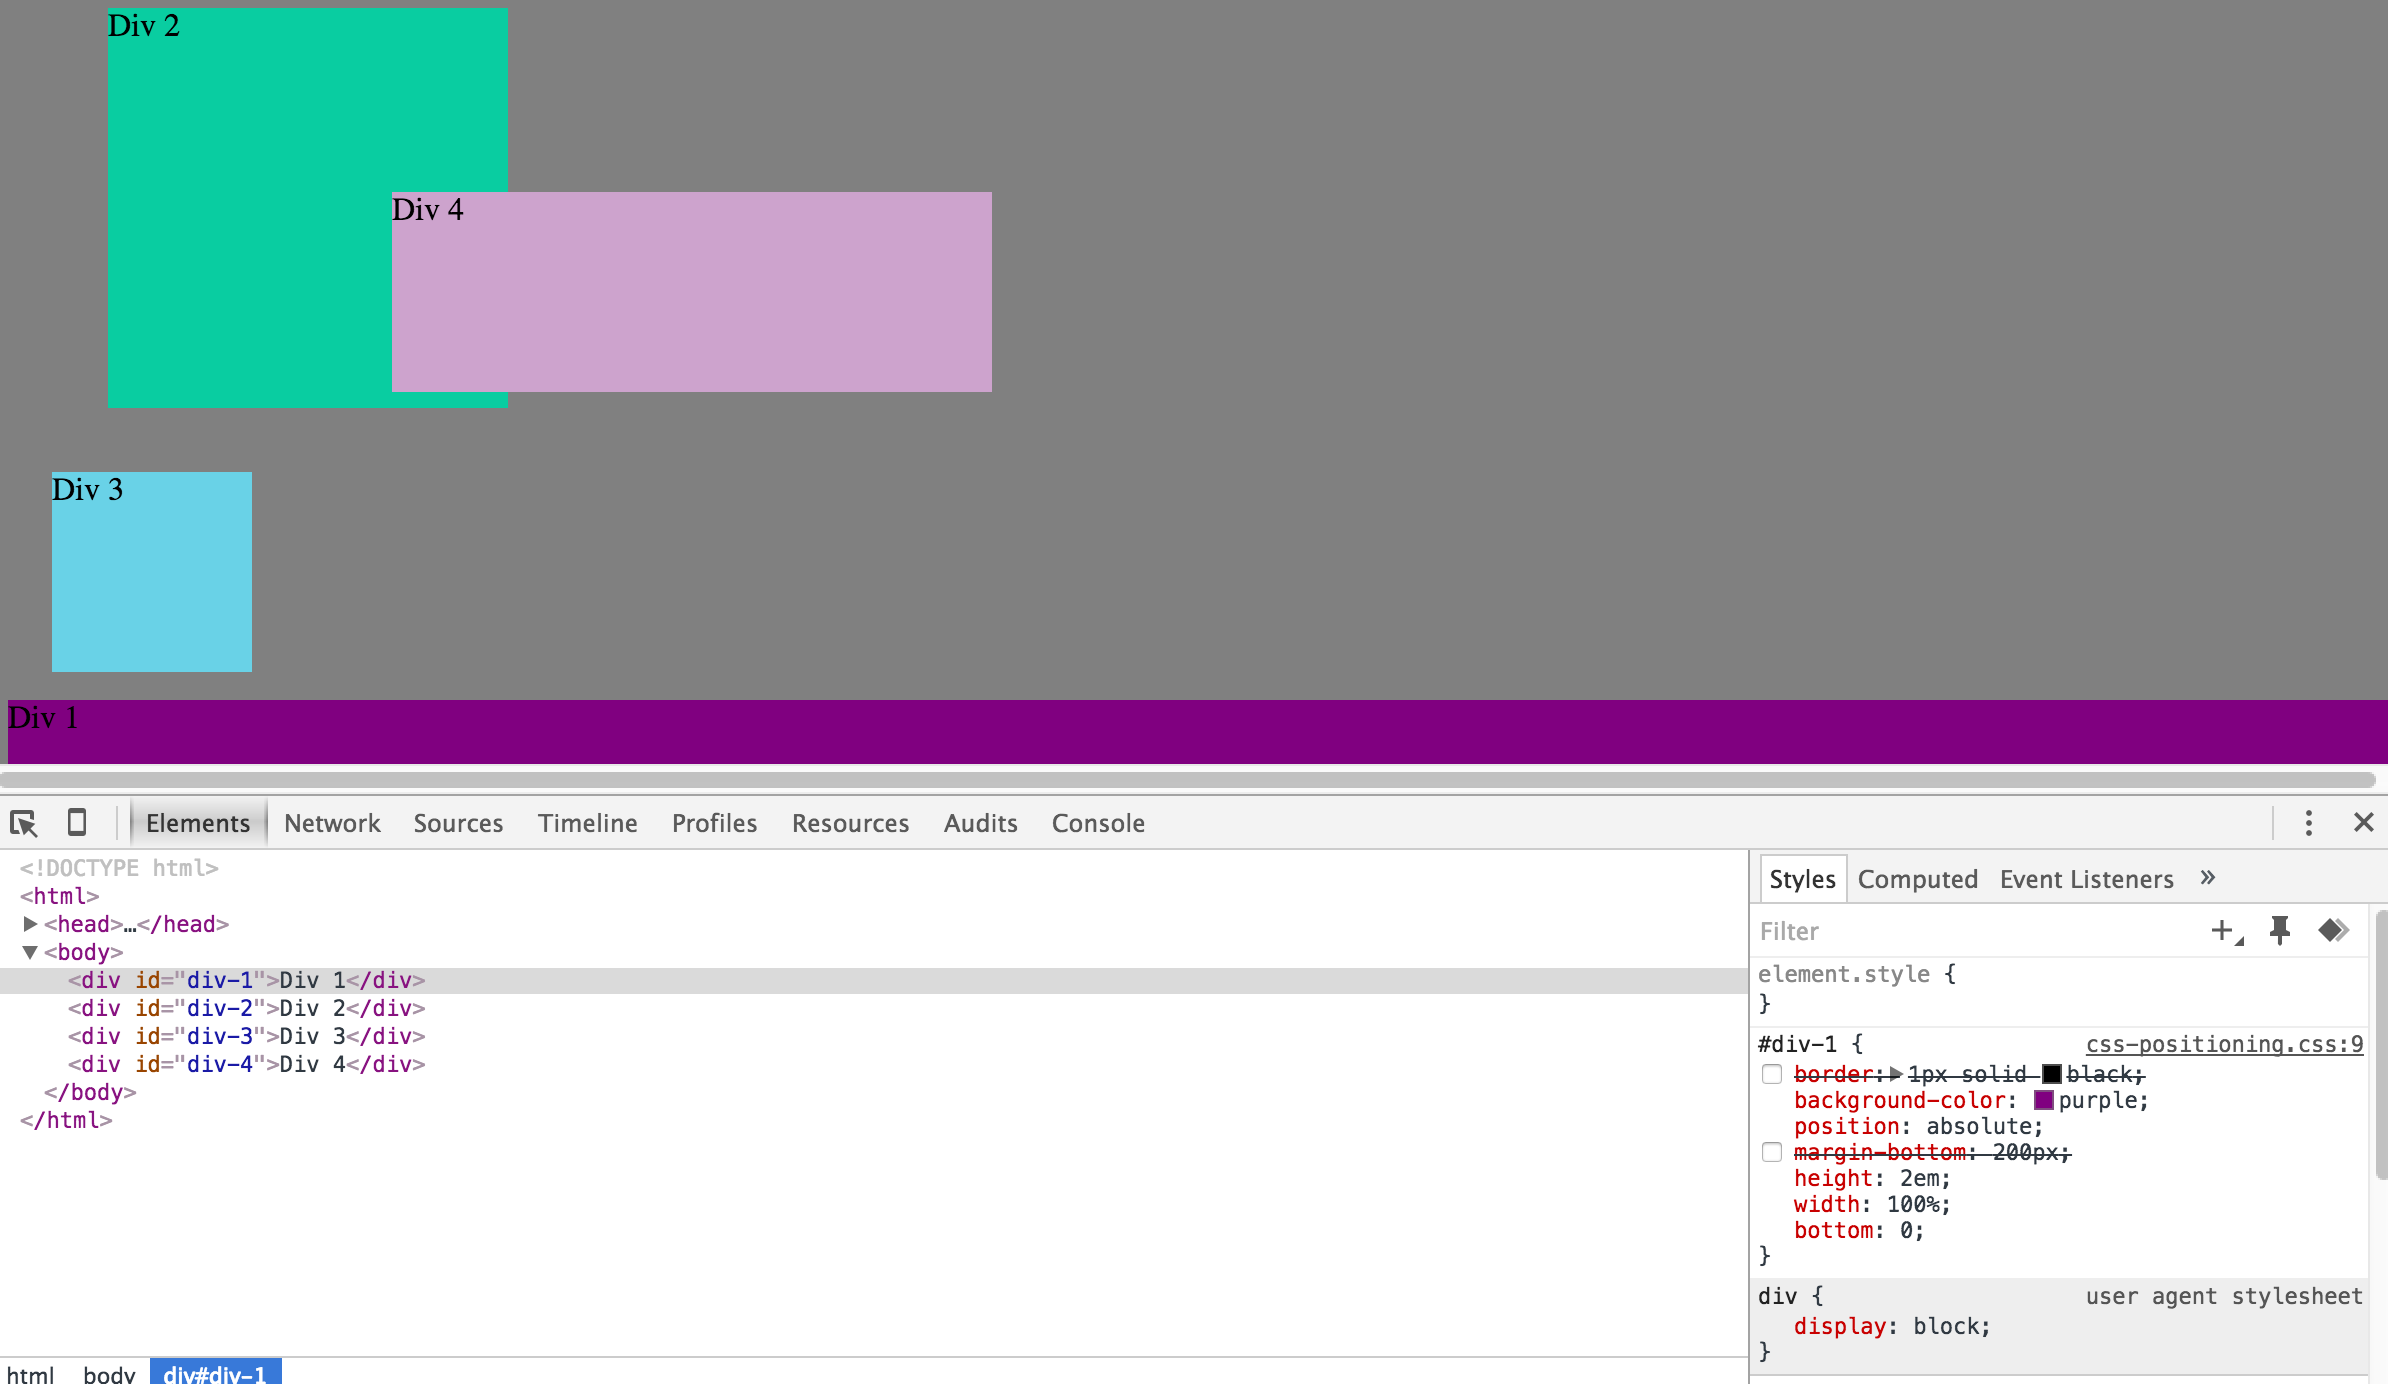 Div 2
Div 4
Div 3
Div 1
Elements Network Sources Timeline Profiles Resources Audits Console
<!DOCTYPE html>
<html>
<head>…</head>
<body>
<div id="div-1">Div 1</div>
<div id="div-2">Div 2</div>
<div id="div-3">Div 3</div>
<div id="div-4">Div 4</div>
</body>
</html>
html body div#div-1
Styles Computed Event Listeners »
Filter
element.style {
}
#div-1 { css-positioning.css:9
border: 1px solid black;
background-color: purple;
position: absolute;
margin-bottom: 200px;
height: 2em;
width: 100%;
bottom: 0;
}
div { user agent stylesheet
display: block;
}